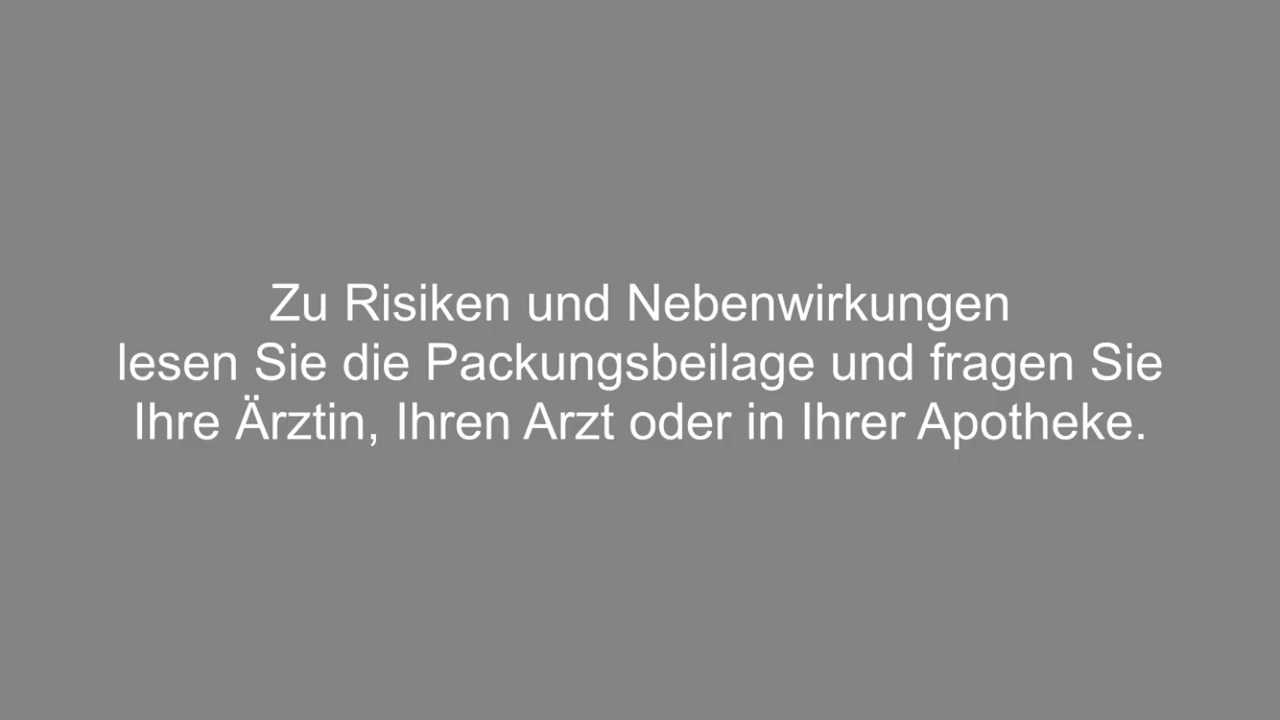 Zu Risiken und Nebenwirkungen
lesen Sie die Packungsbeilage und fragen Sie
Ihre Ärztin, Ihren Arzt oder in Ihrer Apotheke.